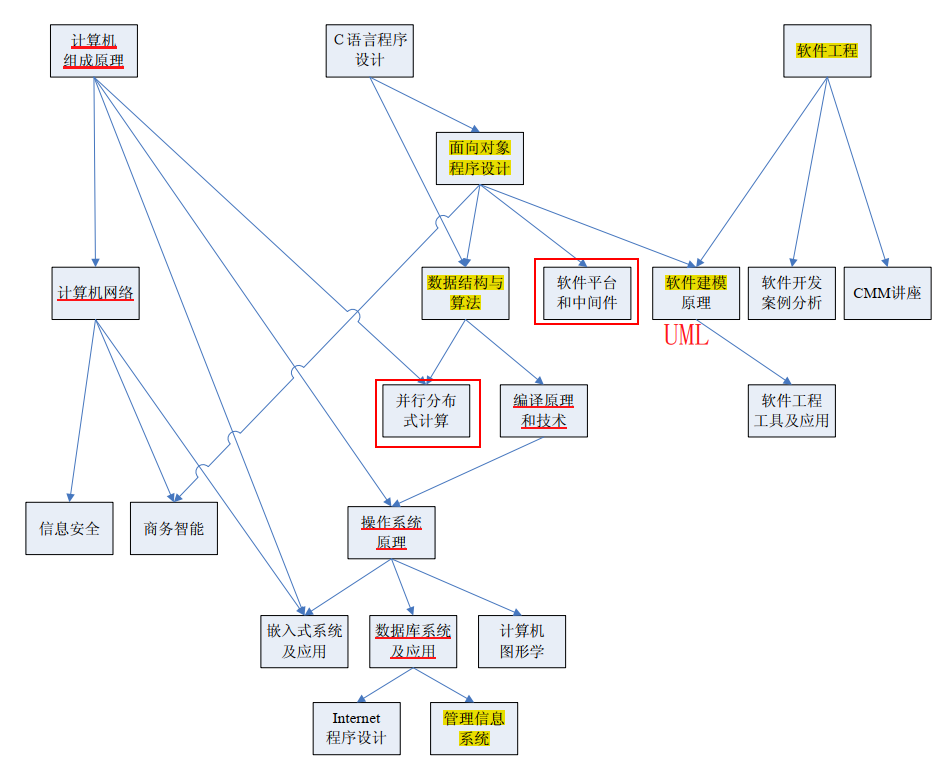 计算机
组成原理
C 语言程序
设计
软件工程
面向对象
程序设计
计算机网络
数据结构与
算法
软件平台
和中间件
软件建模
原理
软件开发
案例分析
CMM讲座
UML
并行分布
式计算
编译原理
和技术
软件工程
工具及应用
信息安全
商务智能
操作系统
原理
嵌入式系统
及应用
数据库系统
及应用
计算机
图形学
Internet
程序设计
管理信息
系统